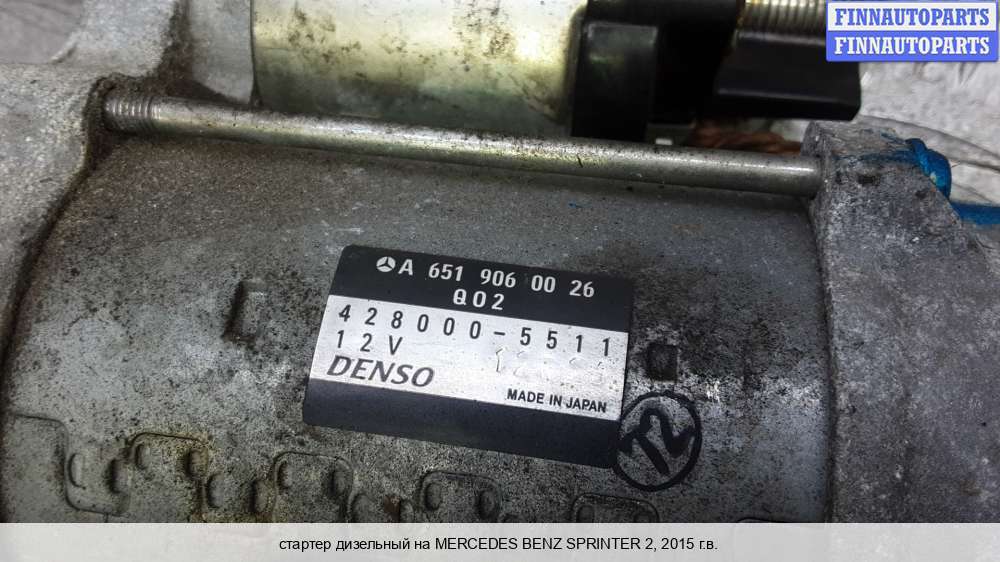 FINNAUTOPARTS
FINNAUTOPARTS
A 651 906 00 26
Q02
428000-5511
12V
DENSO
MADE IN JAPAN
T2
стартер дизельный на MERCEDES BENZ SPRINTER 2, 2015 г.в.